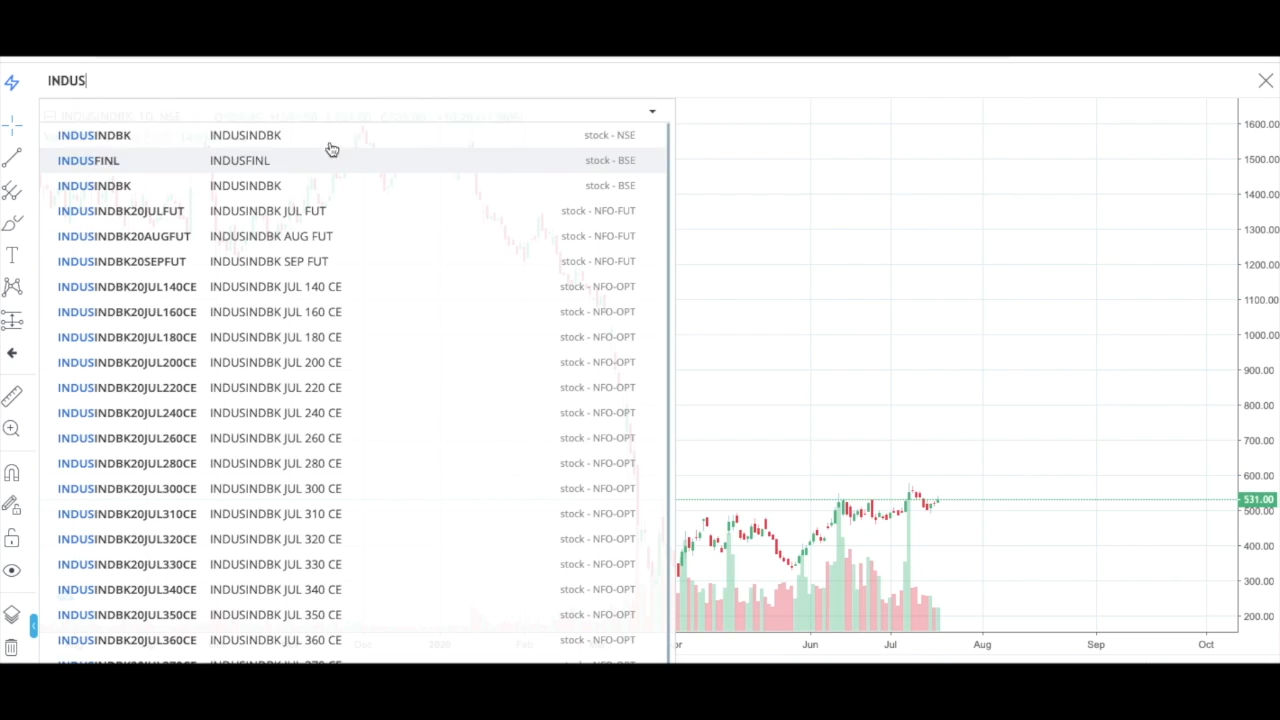 INDUS
INDUSINDBK INDUSINDBK stock - NSE
INDUSFINL INDUSFINL stock - BSE
INDUSINDBK INDUSINDBK stock - BSE
INDUSINDBK20JULFUT INDUSINDBK JUL FUT stock - NFO-FUT
INDUSINDBK20AUGFUT INDUSINDBK AUG FUT stock - NFO-FUT
INDUSINDBK20SEPFUT INDUSINDBK SEP FUT stock - NFO-FUT
INDUSINDBK20JUL140CE INDUSINDBK JUL 140 CE stock - NFO-OPT
INDUSINDBK20JUL160CE INDUSINDBK JUL 160 CE stock - NFO-OPT
INDUSINDBK20JUL180CE INDUSINDBK JUL 180 CE stock - NFO-OPT
INDUSINDBK20JUL200CE INDUSINDBK JUL 200 CE stock - NFO-OPT
INDUSINDBK20JUL220CE INDUSINDBK JUL 220 CE stock - NFO-OPT
INDUSINDBK20JUL240CE INDUSINDBK JUL 240 CE stock - NFO-OPT
INDUSINDBK20JUL260CE INDUSINDBK JUL 260 CE stock - NFO-OPT
INDUSINDBK20JUL280CE INDUSINDBK JUL 280 CE stock - NFO-OPT
INDUSINDBK20JUL300CE INDUSINDBK JUL 300 CE stock - NFO-OPT
INDUSINDBK20JUL310CE INDUSINDBK JUL 310 CE stock - NFO-OPT
INDUSINDBK20JUL320CE INDUSINDBK JUL 320 CE stock - NFO-OPT
INDUSINDBK20JUL330CE INDUSINDBK JUL 330 CE stock - NFO-OPT
INDUSINDBK20JUL340CE INDUSINDBK JUL 340 CE stock - NFO-OPT
INDUSINDBK20JUL350CE INDUSINDBK JUL 350 CE stock - NFO-OPT
INDUSINDBK20JUL360CE INDUSINDBK JUL 360 CE stock - NFO-OPT
1600.00
1500.00
1400.00
1300.00
1200.00
1100.00
1000.00
900.00
800.00
700.00
600.00
531.00
500.00
400.00
300.00
200.00
Dec 2020 Feb Jun Jul Aug Sep Oct